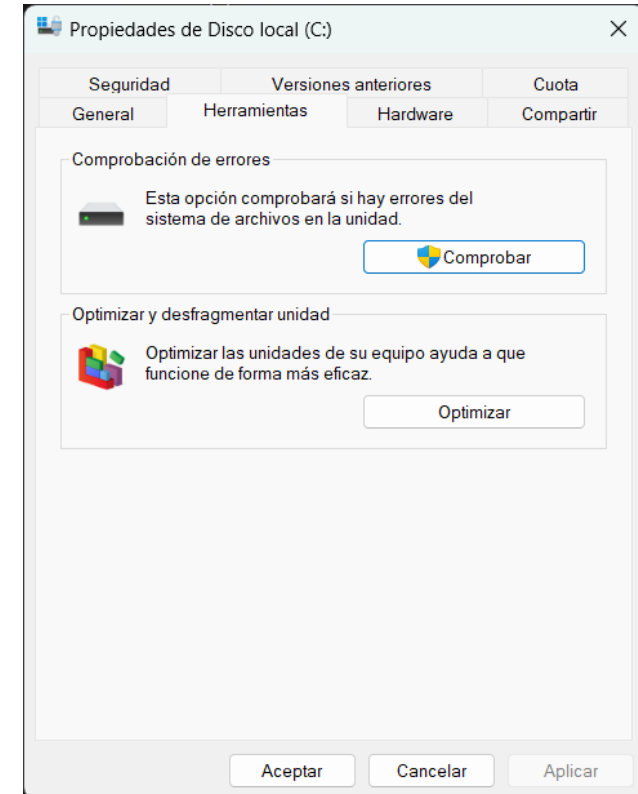 Propiedades de Disco local (C:)
Seguridad Versiones anteriores Cuota
General Herramientas Hardware Compartir
Comprobación de errores
Esta opción comprobará si hay errores del
sistema de archivos en la unidad.
Comprobar
Optimizar y desfragmentar unidad
Optimizar las unidades de su equipo ayuda a que
funcione de forma más eficaz.
Optimizar
Aceptar Cancelar Aplicar